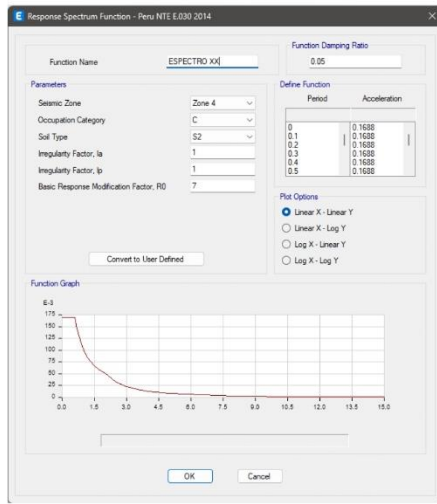 Response Spectrum Function - Peru NTE E.030 2014
Function Name
ESPECTRO XX
Function Damping Ratio
0.05
Parameters
Seismic Zone
Zone 4
Occupation Category
C
Soil Type
S2
Irregularity Factor, Ia
1
Irregularity Factor, Ip
1
Basic Response Modification Factor, R0
7
Convert to User Defined
Define Function
Period Acceleration
0 0.1688
0.1 0.1688
0.2 0.1688
0.3 0.1688
0.4 0.1688
0.5 0.1688
Plot Options
Linear X - Linear Y
Linear X - Log Y
Log X - Linear Y
Log X - Log Y
Function Graph
E-3
175
150
125
100
75
50
25
0
0.0 1.5 3.0 4.5 6.0 7.5 9.0 10.5 12.0 13.5 15.0
OK Cancel